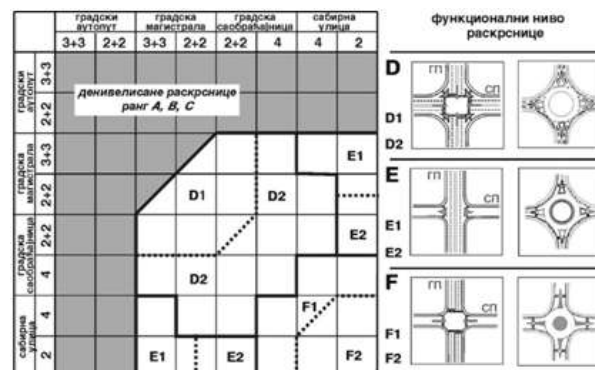 градски аутопут
градска магистрала
градска саобраћајница
сабирна улица
3+3 2+2 3+3 2+2 2+2 4 4 2
градски аутопут
3+3
2+2
градска магистрала
3+3
2+2
градска саобраћајница
2+2
4
сабирна улица
4
2
денивелисане раскрснице
ранг А, В, С
E1
D1
D2
E2
D2
F1
E1
E2
F2
функционални ниво
раскрснице
D
ГП
СП
D1
D2
E
ГП
СП
E1
E2
F
ГП
СП
F1
F2